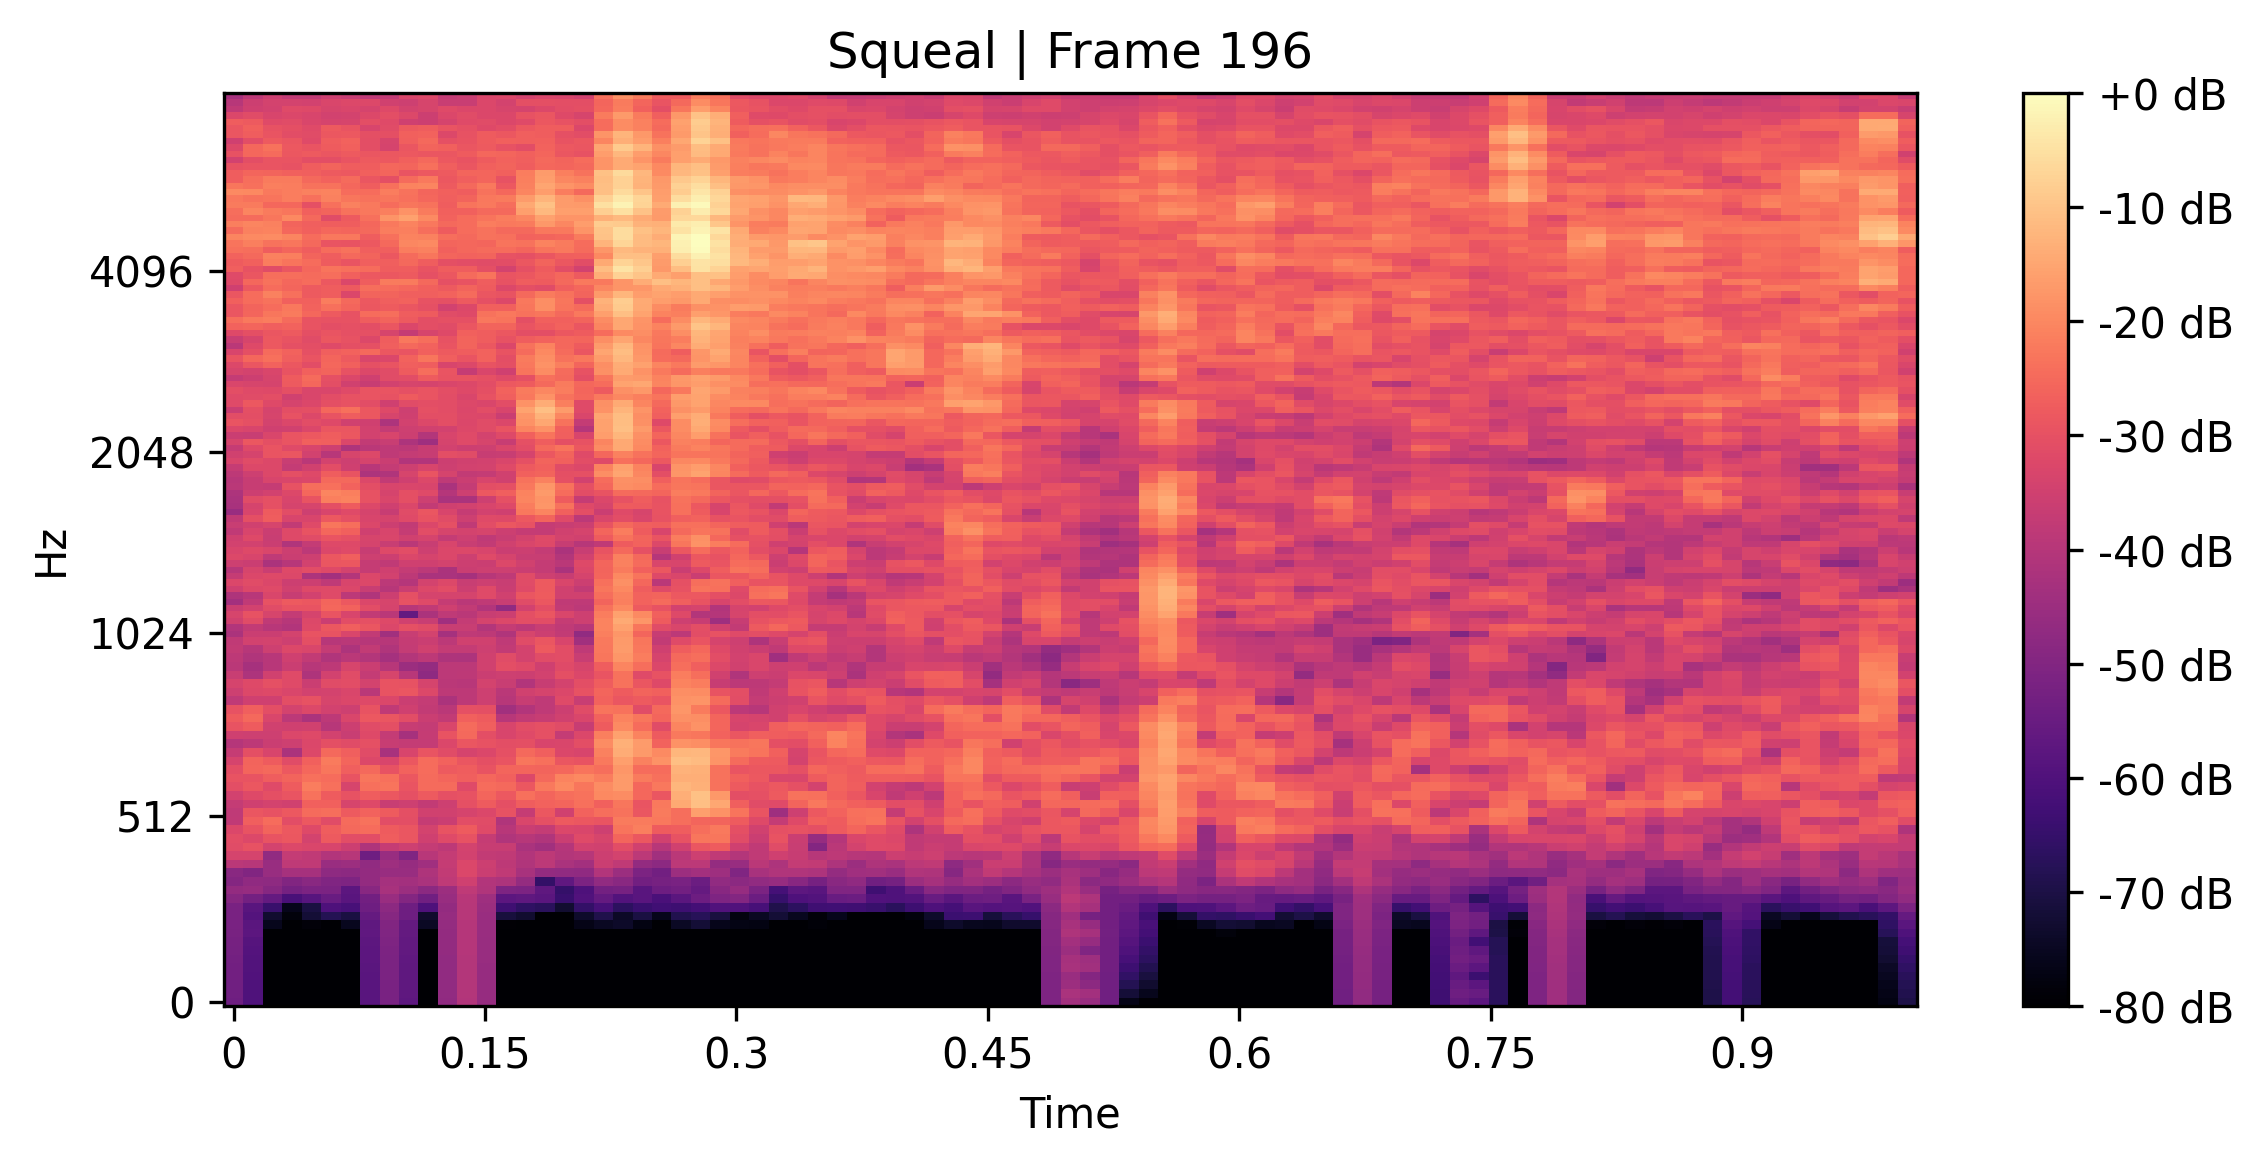 Squeal | Frame 196
+0 dB
-10 dB
-20 dB
-30 dB
-40 dB
-50 dB
-60 dB
-70 dB
-80 dB
4096
2048
1024
512
0
Hz
0 0.15 0.3 0.45 0.6 0.75 0.9
Time